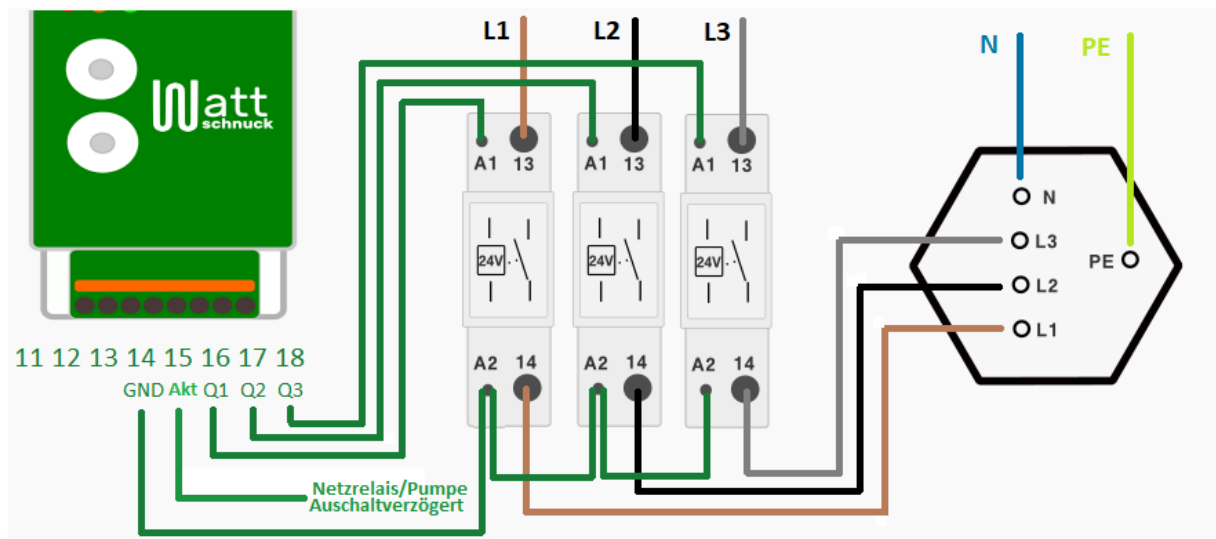 L1 L2 L3 N PE
Watt
schnuck
A1 13 A1 13 A1 13
N
24V 24V 24V
L3
PE
L2
L1
11 12 13 14 15 16 17 18
A2 14 A2 14 A2 14
GND Akt Q1 Q2 Q3
Netzrelais/Pumpe
Auschaltverzögert